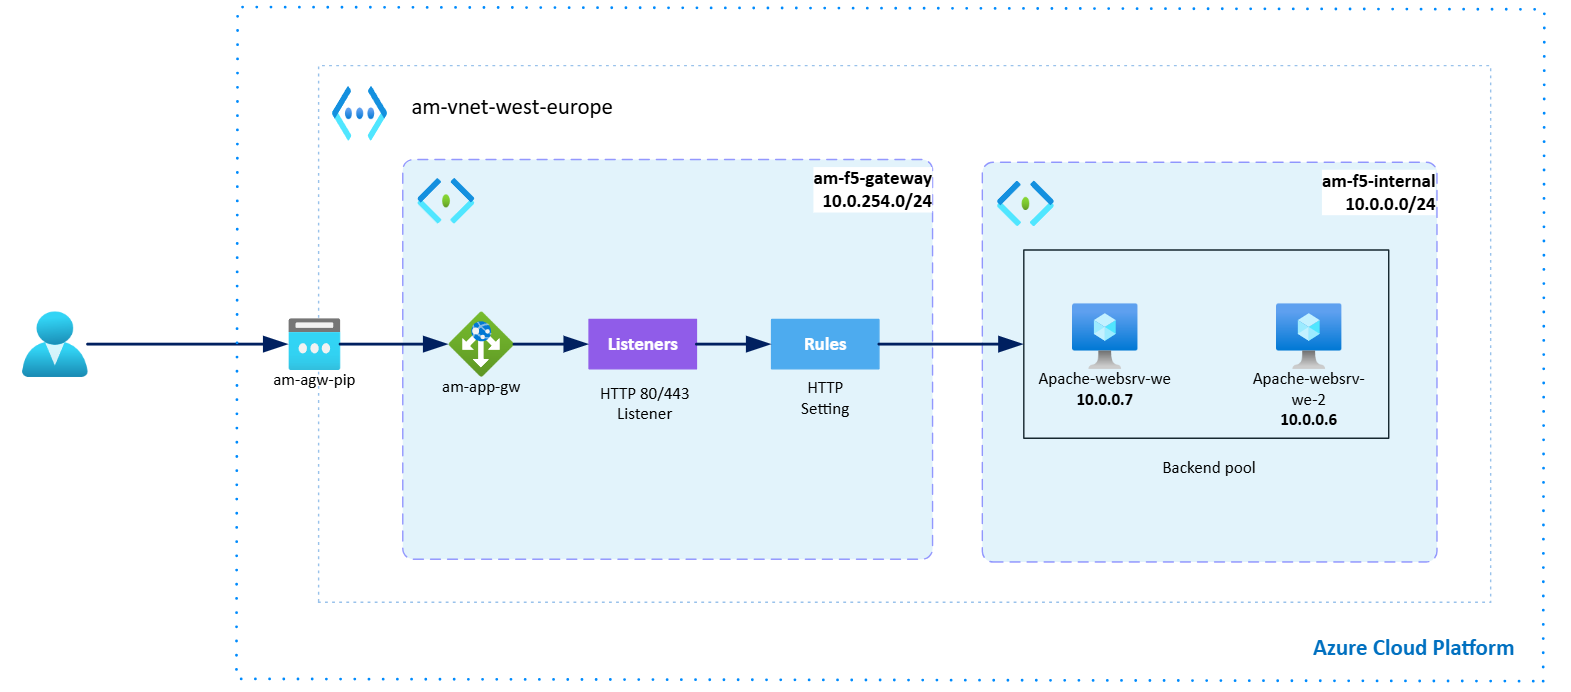 am-vnet-west-europe
am-f5-gateway
10.0.254.0/24
am-f5-internal
10.0.0.0/24
am-agw-pip
am-app-gw
Listeners
HTTP 80/443
Listener
Rules
HTTP
Setting
Apache-websrv-we
10.0.0.7
Apache-websrv-
we-2
10.0.0.6
Backend pool
Azure Cloud Platform